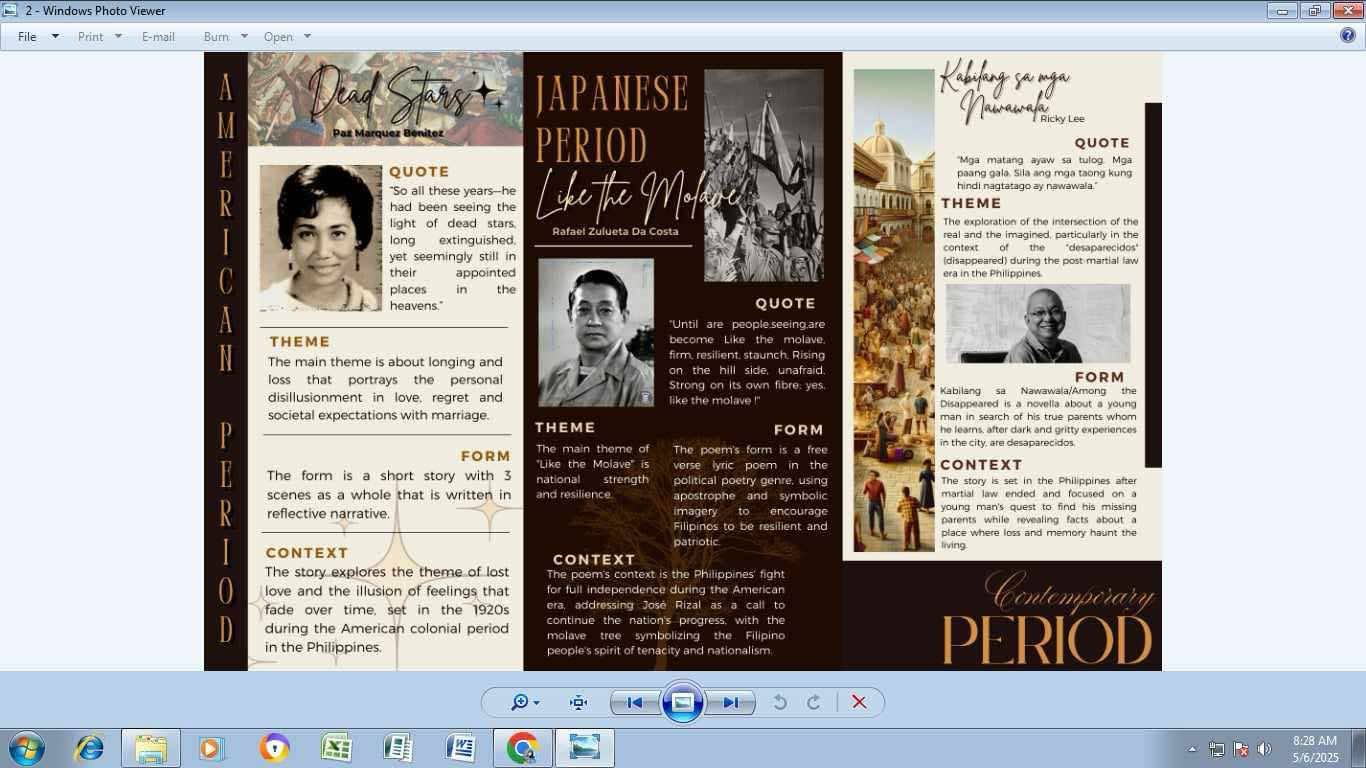 2 - Windows Photo Viewer
File
Print
E-mail
Burn
Open
AMERICAN PERIOD
Dead Stars
Paz Marquez Benitez
QUOTE
"So all these years—he
had been seeing the
light of dead stars,
long extinguished,
yet seemingly still in
their appointed
places in the
heavens."
THEME
The main theme is about longing and
loss that portrays the personal
disillusionment in love, regret and
societal expectations with marriage.
FORM
The form is a short story with 3
scenes as a whole that is written in
reflective narrative.
CONTEXT
The story explores the theme of lost
love and the illusion of feelings that
fade over time, set in the 1920s
during the American colonial period
in the Philippines.
JAPANESE
PERIOD
Like the Molave
Rafael Zulueta Da Costa
QUOTE
"Until are people,seeing,are
become Like the molave,
firm, resilient, staunch, Rising
on the hill side, unafraid,
Strong on its own fibre; yes,
like the molave !"
THEME
The main theme of
"Like the Molave" is
national strength
and resilience.
FORM
The poem's form is a free
verse lyric poem in the
political poetry genre, using
apostrophe and symbolic
imagery to encourage
Filipinos to be resilient and
patriotic.
CONTEXT
The poem's context is the Philippines' fight
for full independence during the American
era, addressing José Rizal as a call to
continue the nation's progress, with the
molave tree symbolizing the Filipino
people's spirit of tenacity and nationalism.
Kabilang sa mga
Nawawala
Ricky Lee
QUOTE
"Mga matang ayaw sa tulog. Mga
paang gala. Sila ang mga taong kung
hindi nagtatago ay nawawala."
THEME
The exploration of the intersection of the
real and the imagined, particularly in the
context of the "desaparecidos"
(disappeared) during the post-martial law
era in the Philippines.
FORM
Kabilang sa Nawawala/Among the
Disappeared is a novella about a young
man in search of his true parents whom
he learns, after dark and gritty experiences
in the city, are desaparecidos.
CONTEXT
The story is set in the Philippines after
martial law ended and focused on a
young man's quest to find his missing
parents while revealing facts about a
place where loss and memory haunt the
living.
Contemporary
PERIOD
8:28 AM
5/6/2025